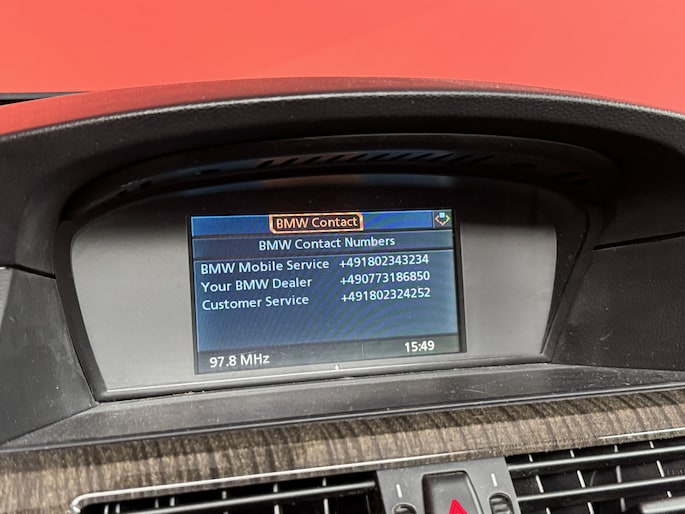 BMW Contact
BMW Contact Numbers
BMW Mobile Service +491802343234
Your BMW Dealer +490773186850
Customer Service +491802324252
97.8 MHz 15:49